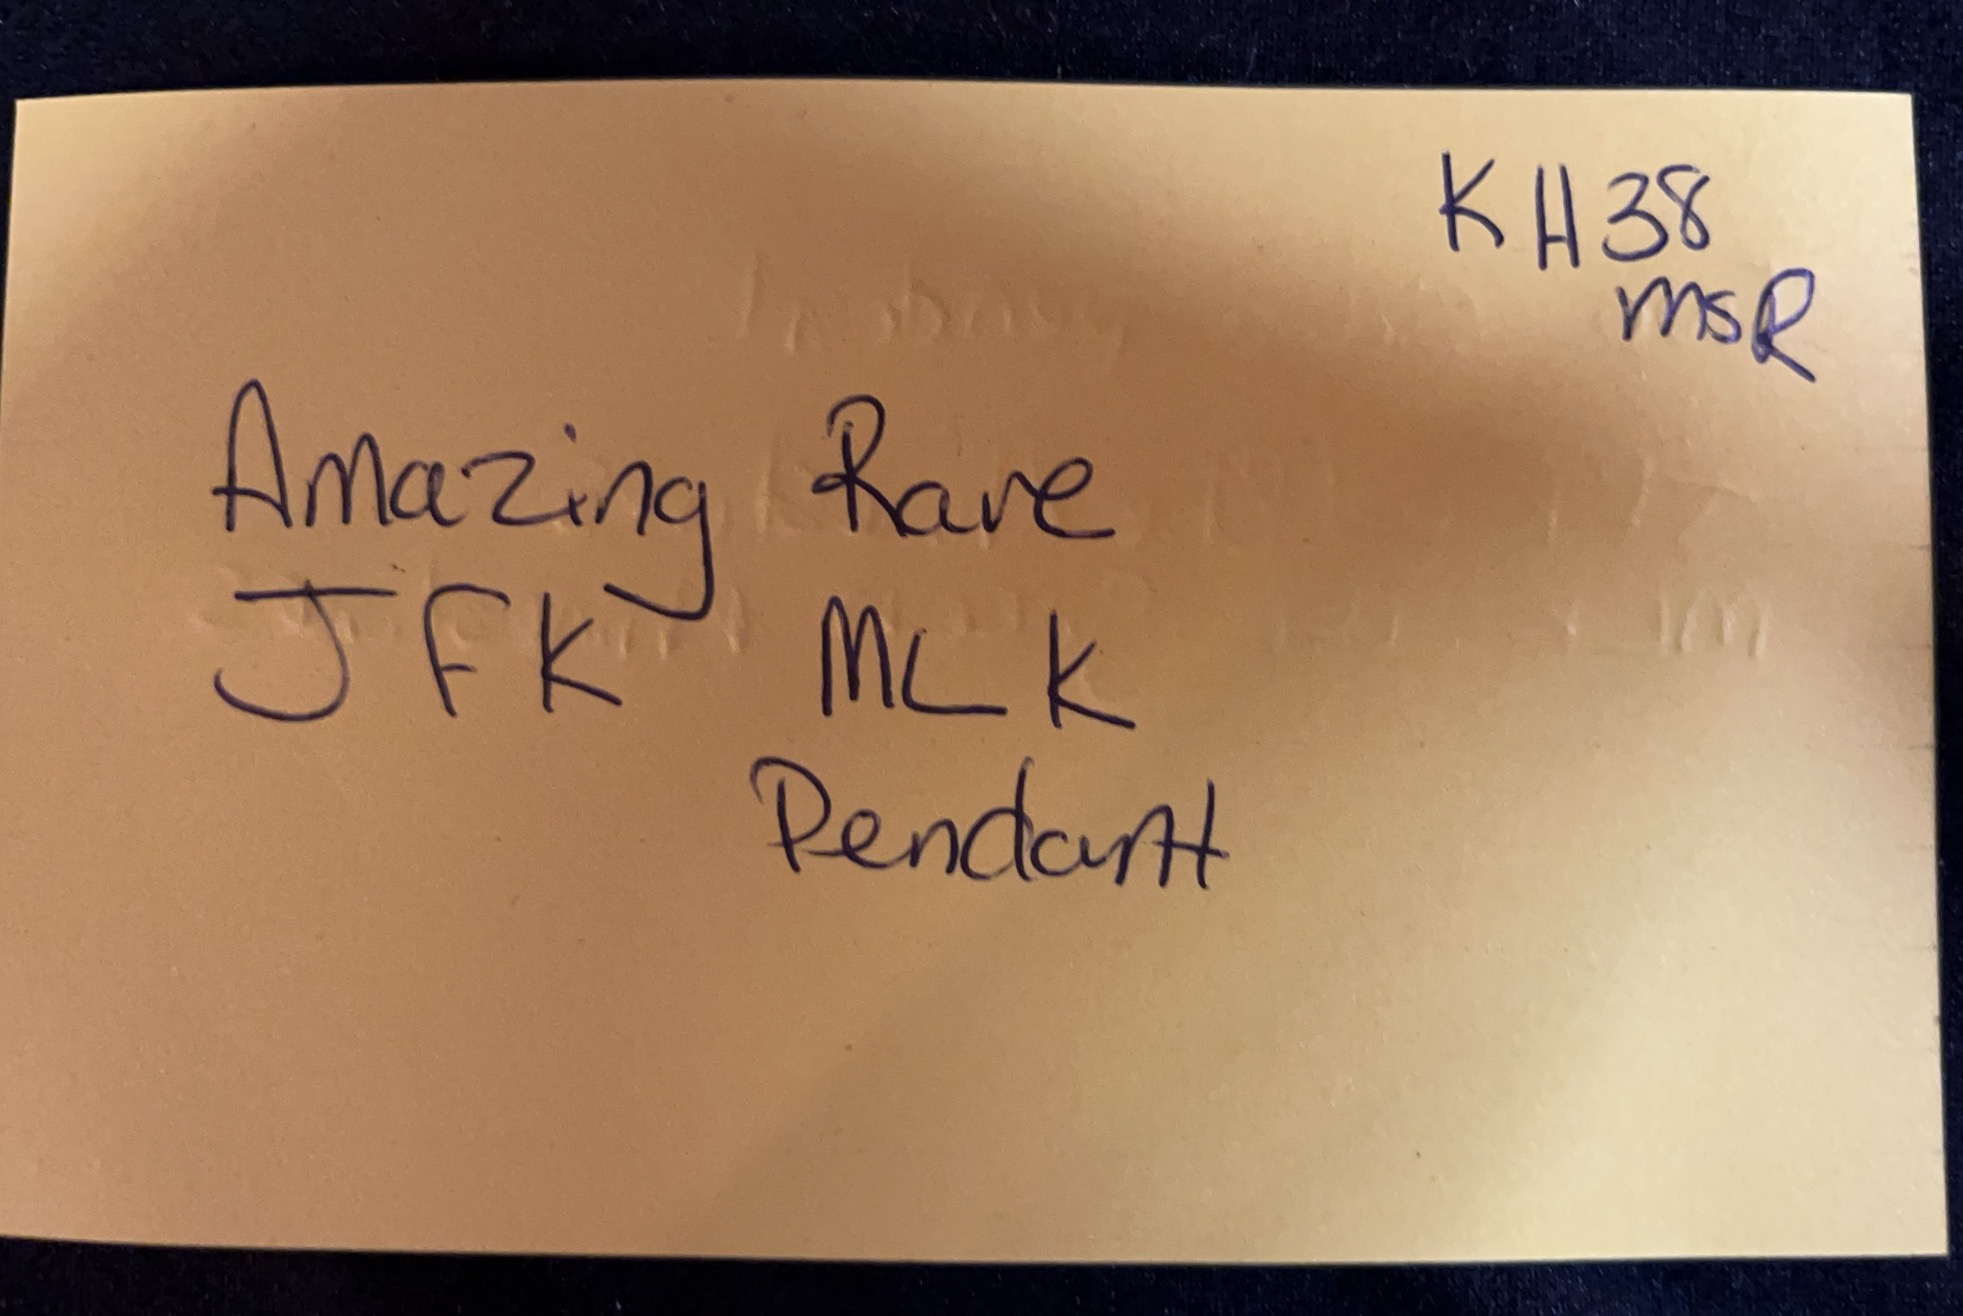 KH38
MSR
Amazing Rare
JFK MLK
Pendant